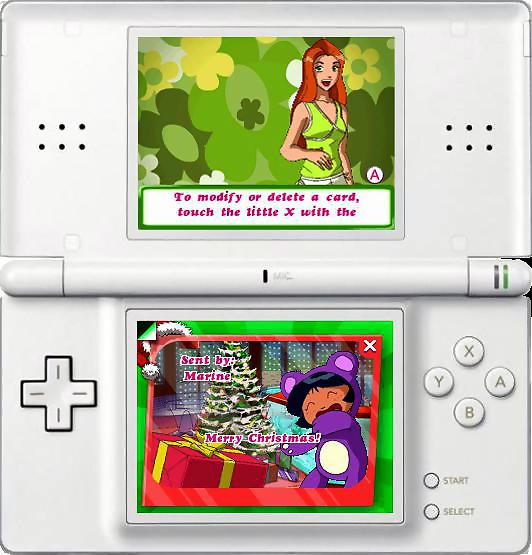 A
To modify or delete a card,
touch the little X with the
MIC.
Sent by:
Marine
X
Merry Christmas!
X
Y
A
B
START
SELECT